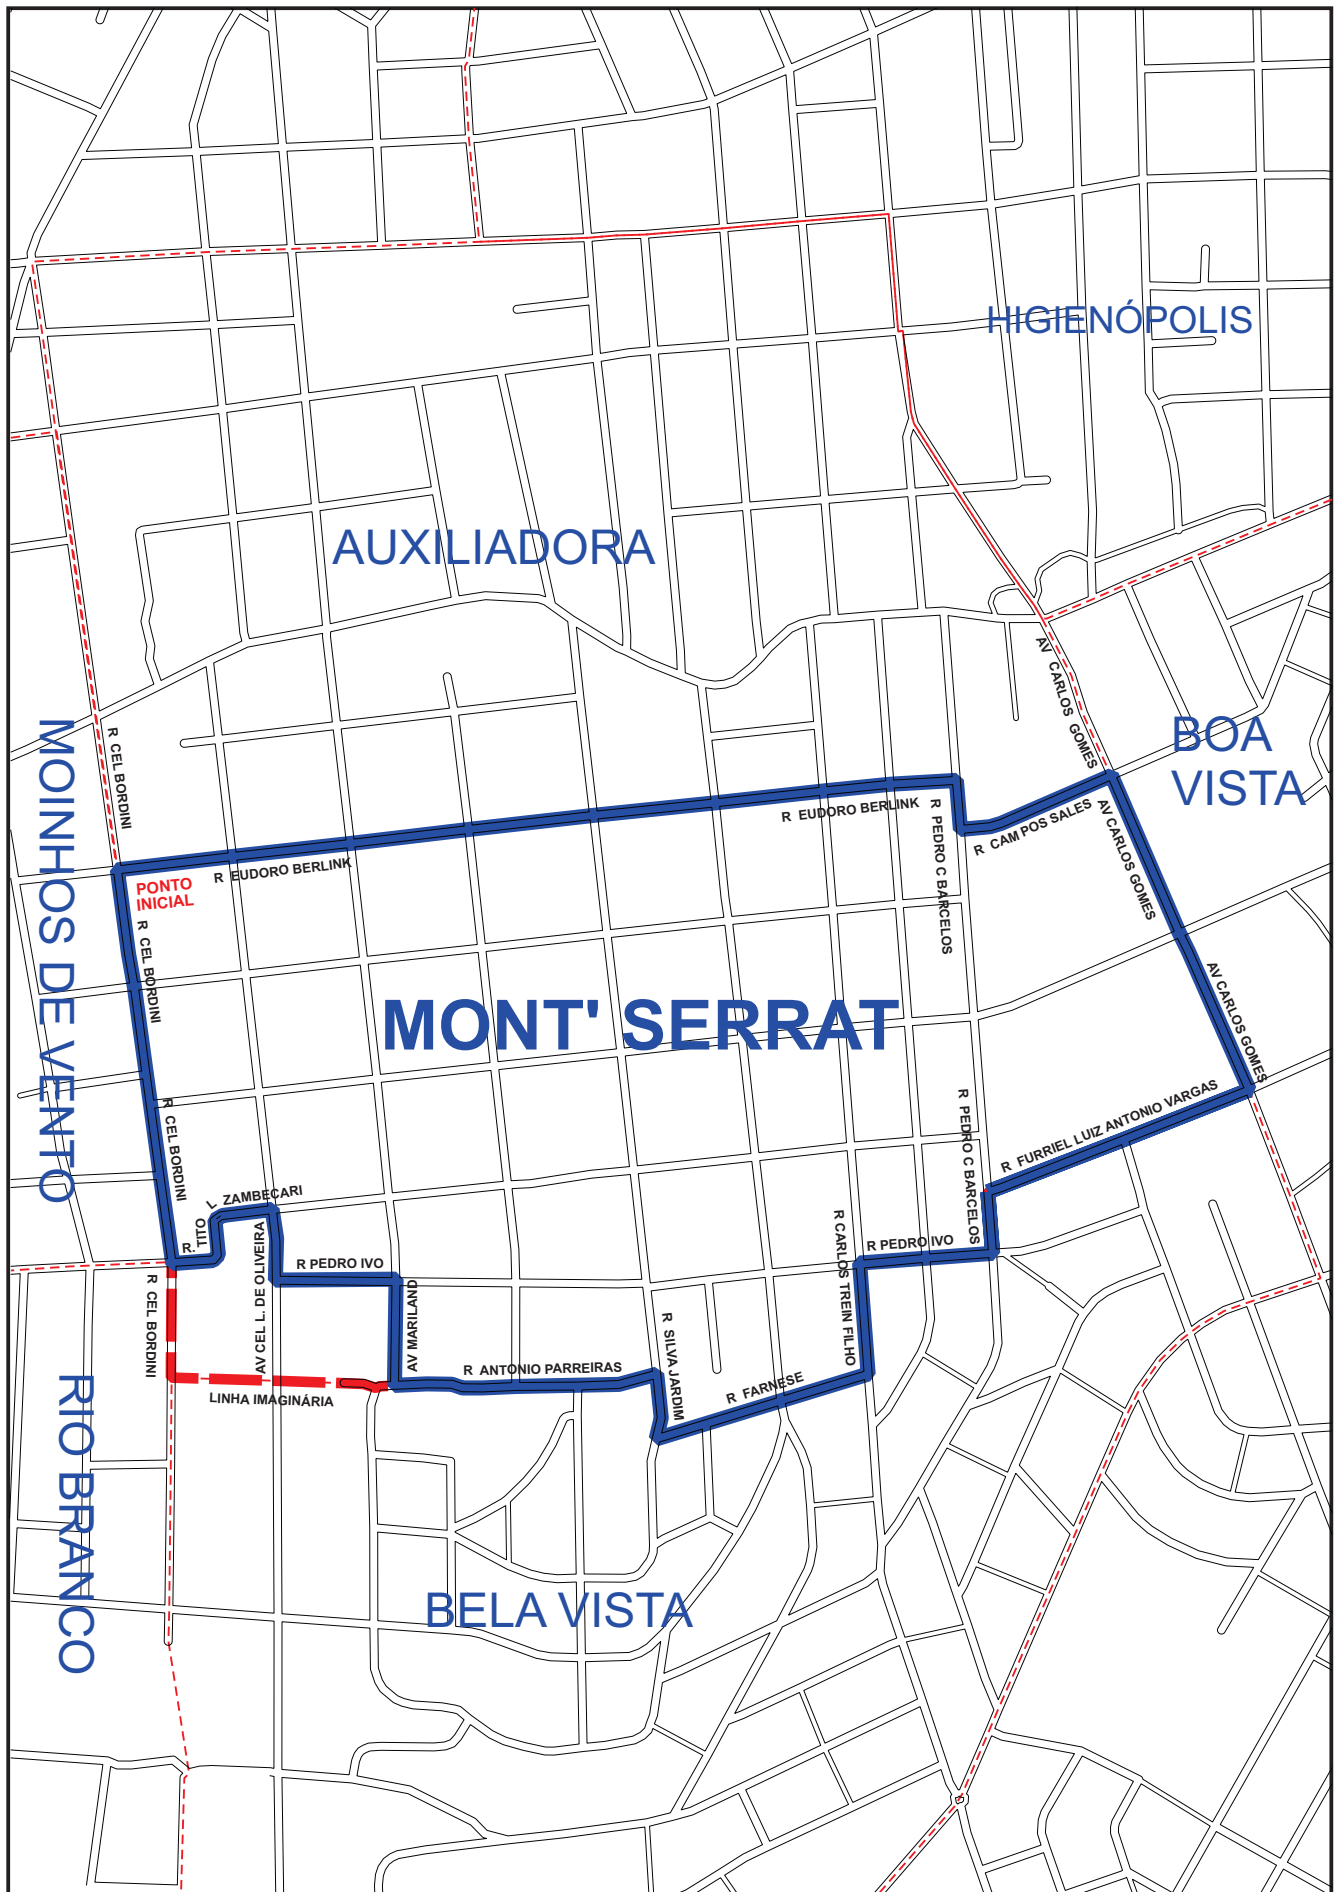 HIGIENÓPOLIS
AUXILIADORA
AV CARLOS GOMES
BOA
VISTA
MOINHOS DE VENTO
R CEL BORDINI
R EUDORO BERLINK
R PEDRO C BARCELOS
R CAM POS SALES
AV CARLOS GOMES
R EUDORO BERLINK
PONTO
INICIAL
R CEL BORDINI
AV CARLOS GOMES
MONT' SERRAT
R CEL BORDINI
R PEDRO C BARCELOS
R FURRIEL LUIZ ANTONIO VARGAS
L ZAMBECARI
R. TITO
AV CEL L. DE OLIVEIRA
R PEDRO IVO
R CARLOS TREIN FILHO
R PEDRO IVO
R CEL BORDINI
AV MARILAND
R SILVA JARDIM
R ANTONIO PARREIRAS
R FARNESE
LINHA IMAGINÁRIA
RIO BRANCO
BELA VISTA